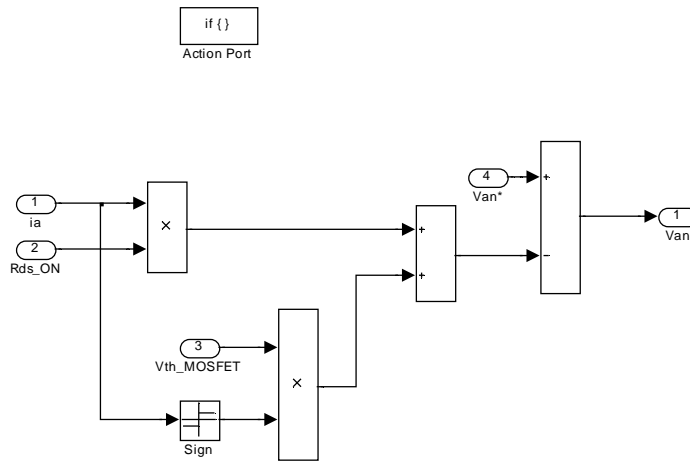 if { }
Action Port
4
Van*
+
1
ia
1
Van
×
+
2
Rds_ON
−
+
3
Vth_MOSFET
×
Sign